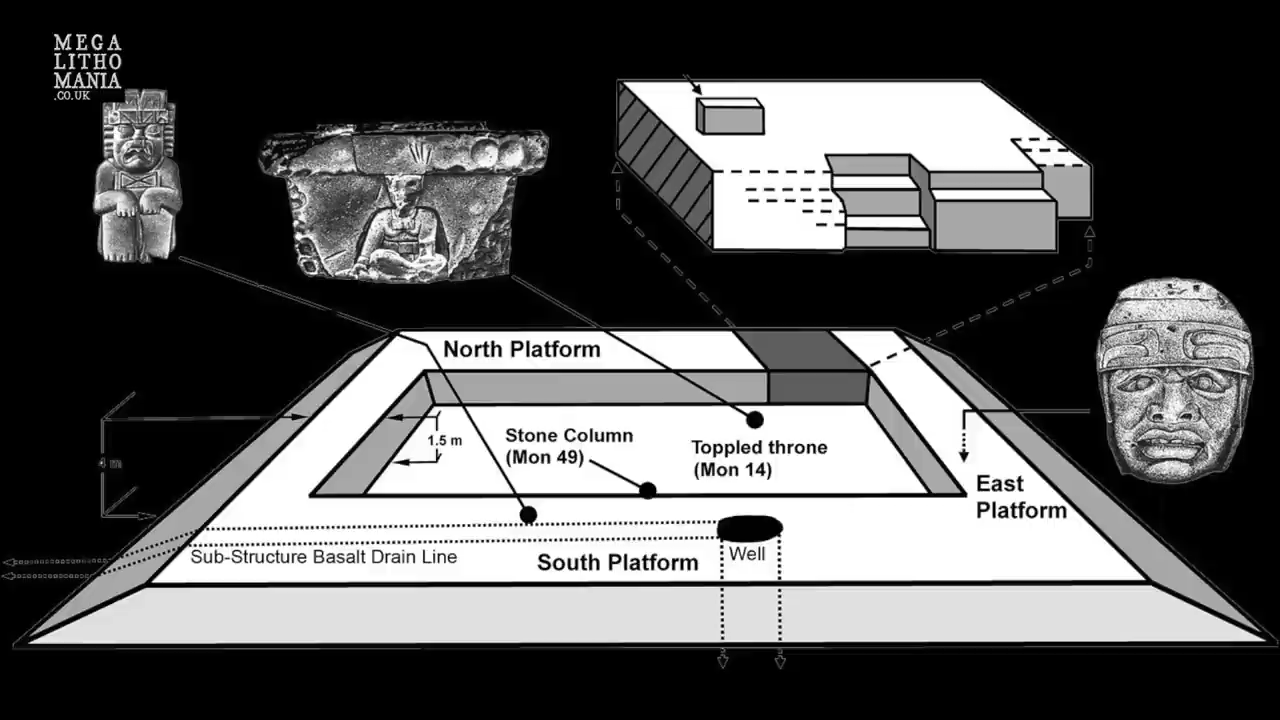 MEGA
LITHO
MANIA
.CO.UK
North Platform
1.5 m
Stone Column
(Mon 49)
Toppled throne
(Mon 14)
4 m
East
Platform
Sub-Structure Basalt Drain Line
South Platform
Well